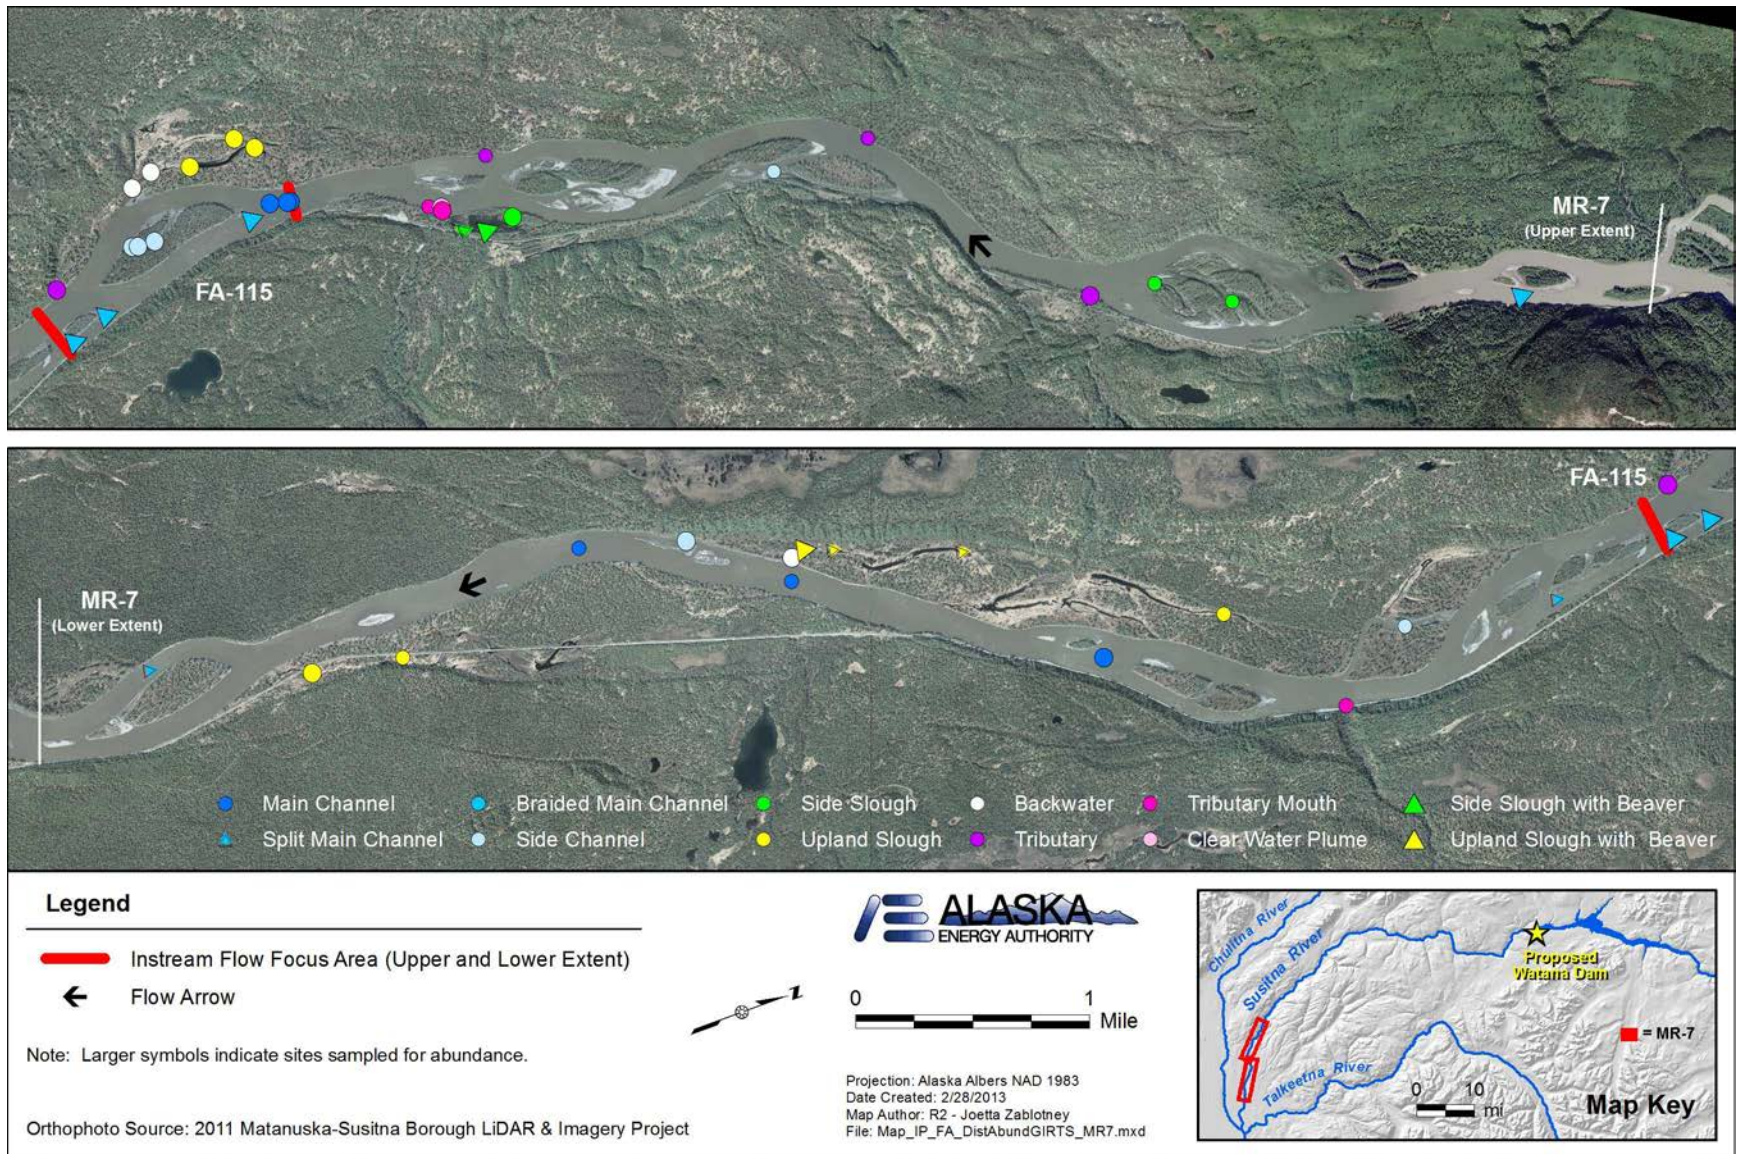 MR-7
(Upper Extent)
FA-115
FA-115
MR-7
(Lower Extent)
Main Channel
Braided Main Channel
Side Slough
Backwater
Tributary Mouth
Side Slough with Beaver
Split Main Channel
Side Channel
Upland Slough
Tributary
Clear Water Plume
Upland Slough with Beaver
Legend
Instream Flow Focus Area (Upper and Lower Extent)
Flow Arrow
Note: Larger symbols indicate sites sampled for abundance.
Orthophoto Source: 2011 Matanuska-Susitna Borough LiDAR & Imagery Project
ALASKA
ENERGY AUTHORITY
Z
0 1
Mile
Projection: Alaska Albers NAD 1983
Date Created: 2/28/2013
Map Author: R2 - Joetta Zablotney
File: Map_IP_FA_DistAbundGIRTS_MR7.mxd
Chulitna River
Susitna River
Proposed
Watana Dam
= MR-7
Talkeetna River
0 10
mi
Map Key